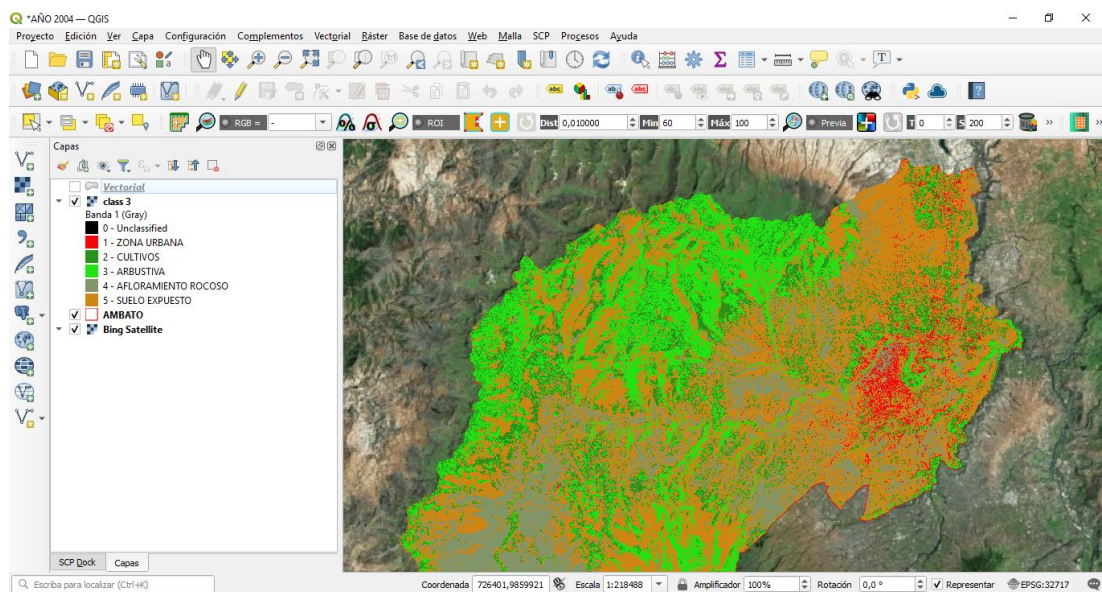 *AÑO 2004 — QGIS
Proyecto Edición Ver Capa Configuración Complementos Vectorial Ráster Base de datos Web Malla SCP Procesos Ayuda
RGB = -
ROI
Dist 0,010000
Min 60
Máx 100
Previa
T 0
S 200
Capas
Vectorial
class 3
Banda 1 (Gray)
0 - Unclassified
1 - ZONA URBANA
2 - CULTIVOS
3 - ARBUSTIVA
4 - AFLORAMIENTO ROCOSO
5 - SUELO EXPUESTO
AMBATO
Bing Satellite
SCP Dock Capas
Escriba para localizar (Ctrl+K)
Coordenada 726401,9859921 Escala 1:218488 Amplificador 100% Rotación 0,0 ° Representar EPSG:32717